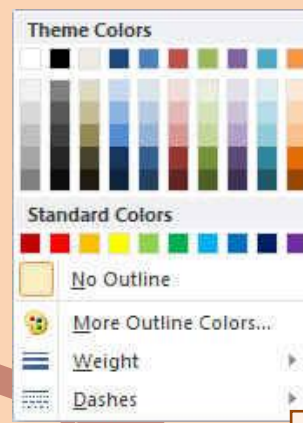 Theme Colors
Standard Colors
No Outline
More Outline Colors...
Weight
Dashes